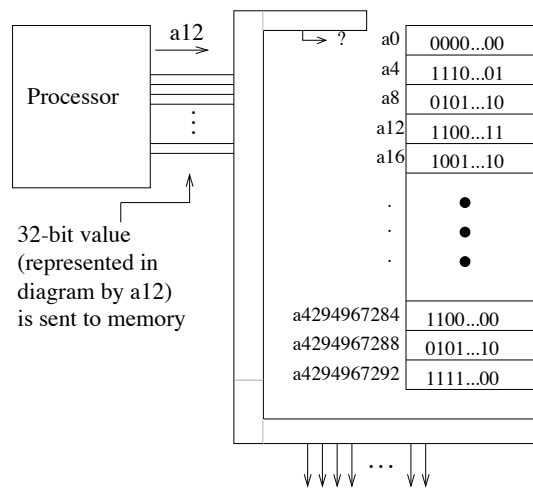 a12
Processor
32-bit value
(represented in
diagram by a12)
is sent to memory
?
a0 0000...00
a4 1110...01
a8 0101...10
a12 1100...11
a16 1001...10
a4294967284 1100...00
a4294967288 0101...10
a4294967292 1111...00